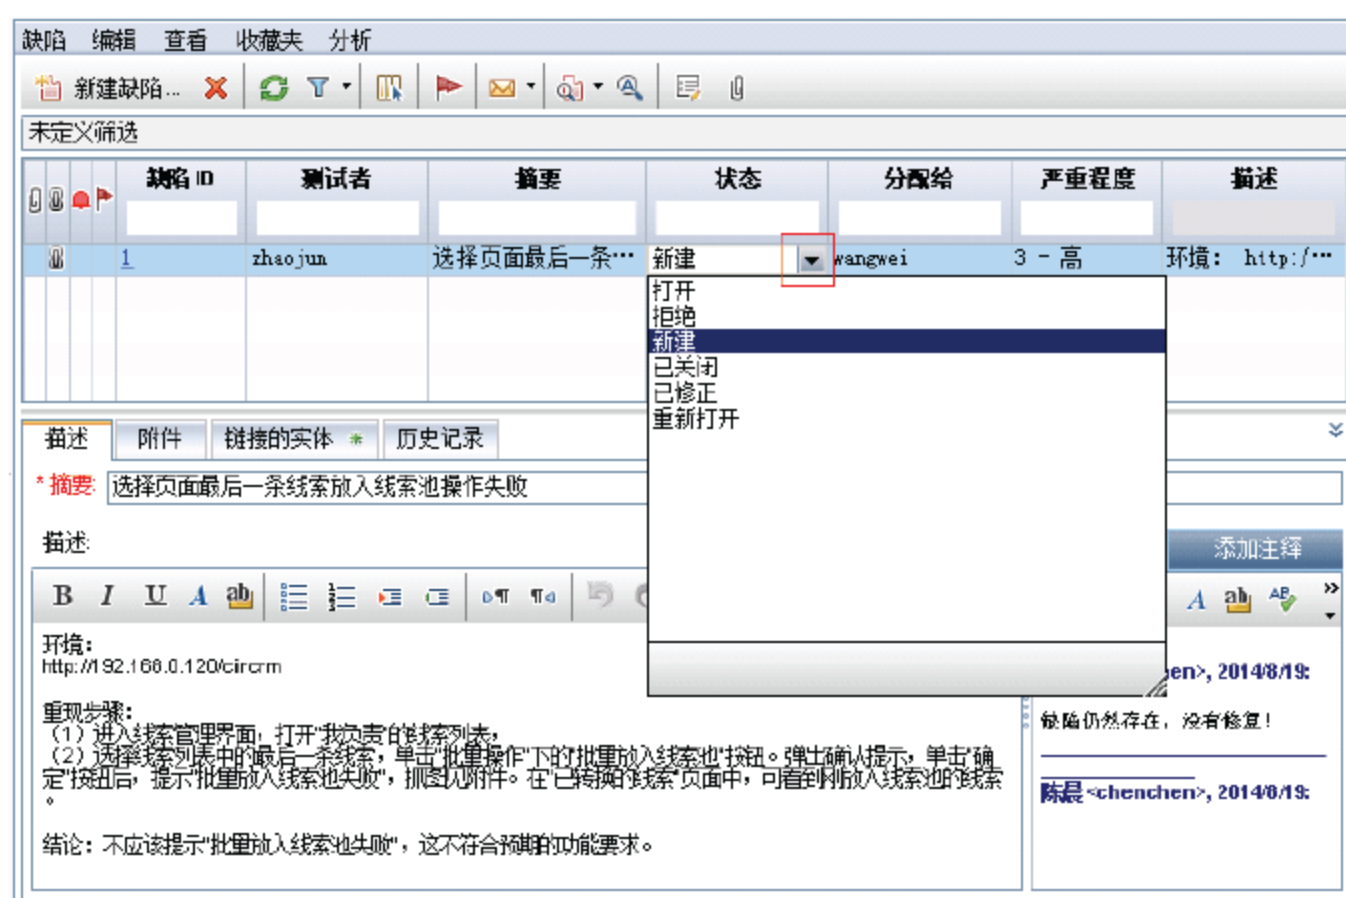 缺陷 编辑 查看 收藏夹 分析
新建缺陷...
未定义筛选
缺陷 ID 测试者 摘要 状态 分配给 严重程度 描述
1 zhaojun 选择页面最后一条… 新建 wangwei 3 - 高 环境： http:/…
打开
拒绝
新建
已关闭
已修正
重新打开
描述 附件 链接的实体 * 历史记录
*摘要: 选择页面最后一条线索放入线索池操作失败
描述:
添加注释
B I U A ab
A ab
环境：
http://192.168.0.120/circrm
重现步骤：
（1）进入线索管理界面，打开"我负责"的线索列表，
（2）选择线索列表中的最后一条线索，单击"批量操作"下的"批量放入线索池"按钮。弹出确认提示，单击"确
定"按钮后，提示"批量放入线索池失败"，抓图见附件。在"已转换的线索"页面中，可看到刚放入线索池的线索
。
结论：不应该提示"批量放入线索池失败"，这不符合预期的功能要求。
en>, 2014/8/19:
缺陷仍然存在，没有修复！
陈晨 <chenchen>, 2014/8/19: